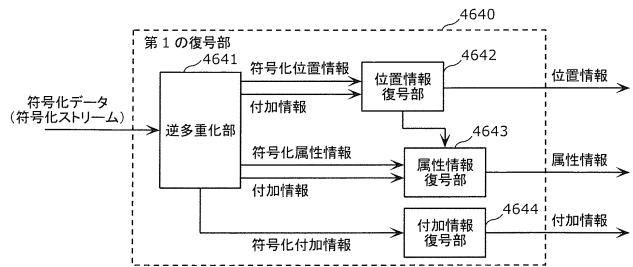 4640
第1の復号部
4641
符号化位置情報
付加情報
位置情報
復号部
4642
位置情報
符号化データ
(符号化ストリーム)
逆多重化部
4643
符号化属性情報
付加情報
属性情報
復号部
属性情報
4644
符号化付加情報
付加情報
復号部
付加情報